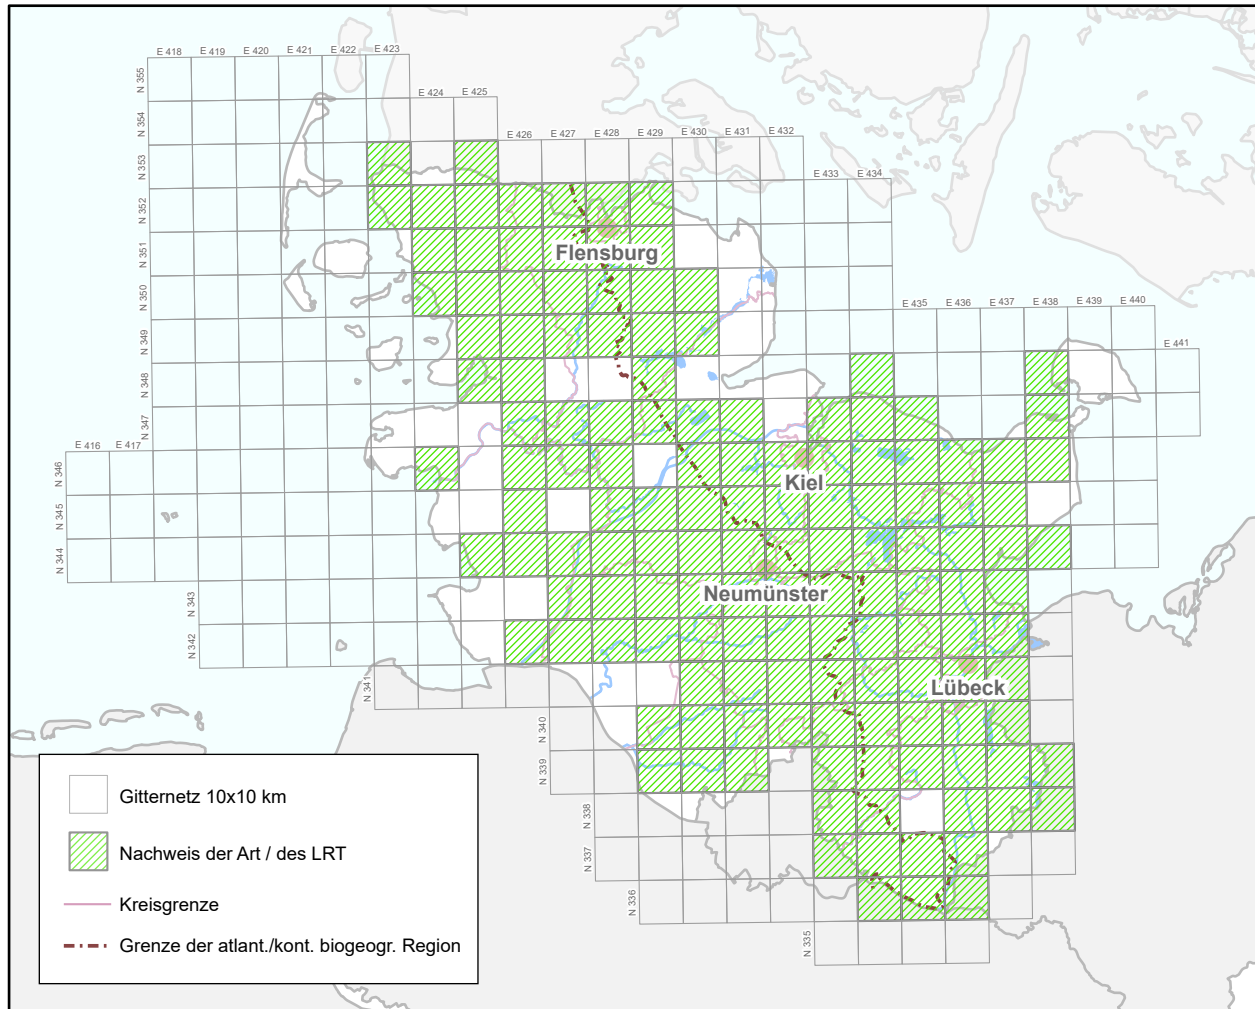 E 418 E 419 E 420 E 421 E 422 E 423
N 355
E 424 E 425
N 354
E 426 E 427 E 428 E 429 E 430 E 431 E 432
N 353
E 433 E 434
N 352
N 351
Flensburg
N 350
E 435 E 436 E 437 E 438 E 439 E 440
N 349
E 441
N 348
N 347
E 416 E 417
N 346
Kiel
N 345
N 344
Neumünster
N 343
N 342
Lübeck
N 341
N 340
N 339
N 338
N 337
N 336
N 335
Gitternetz 10x10 km
Nachweis der Art / des LRT
Kreisgrenze
Grenze der atlant./kont. biogeogr. Region